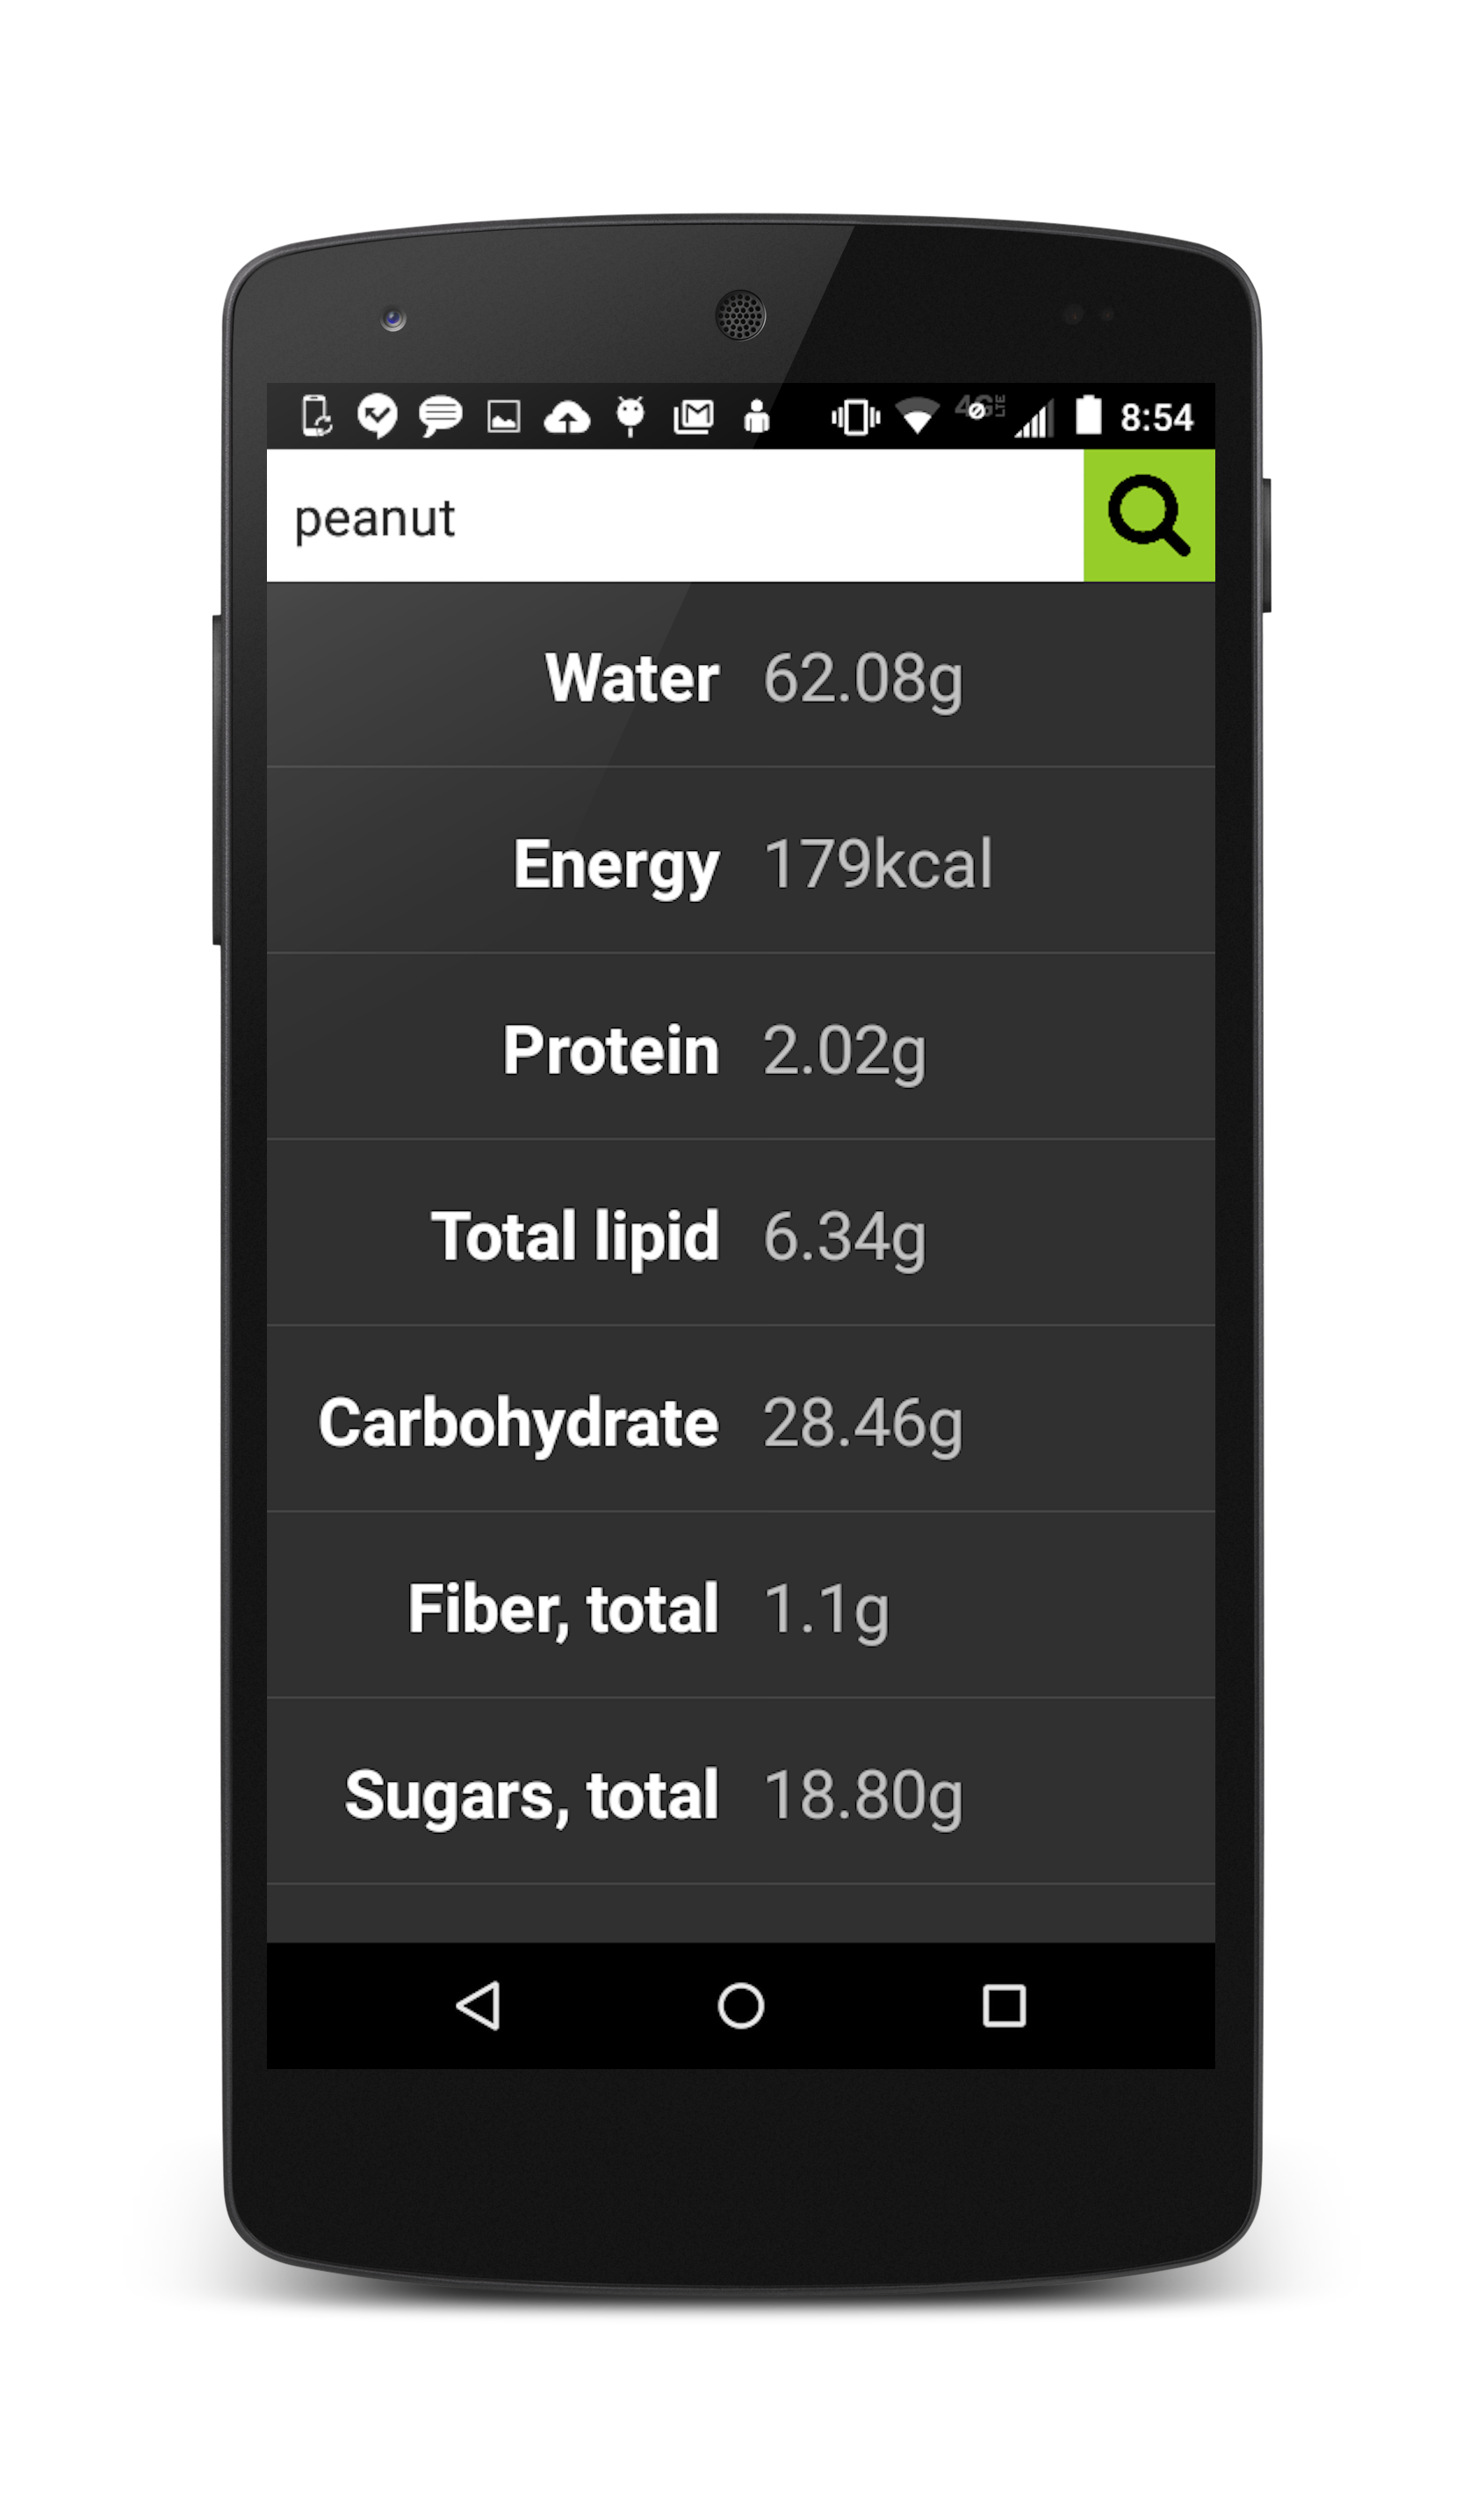 4G LTE 8:54
peanut
Water 62.08g
Energy 179kcal
Protein 2.02g
Total lipid 6.34g
Carbohydrate 28.46g
Fiber, total 1.1g
Sugars, total 18.80g